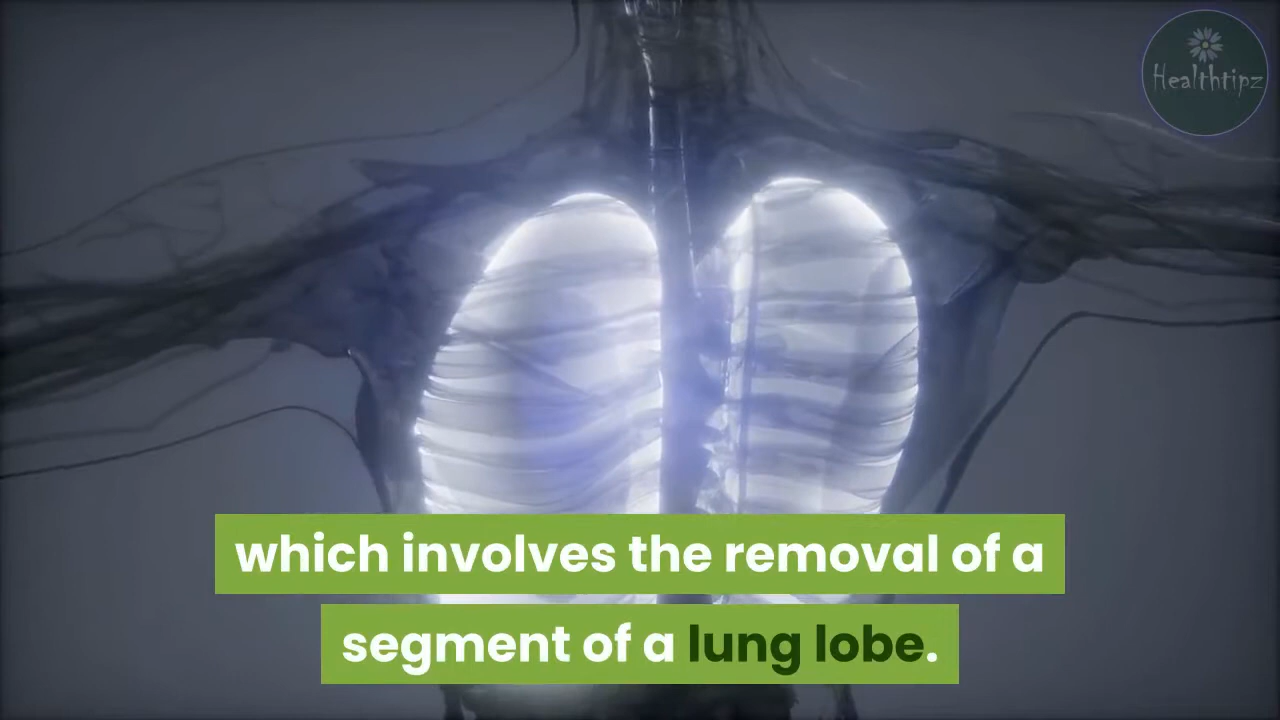 Healthtipz
which involves the removal of a
segment of a lung lobe.